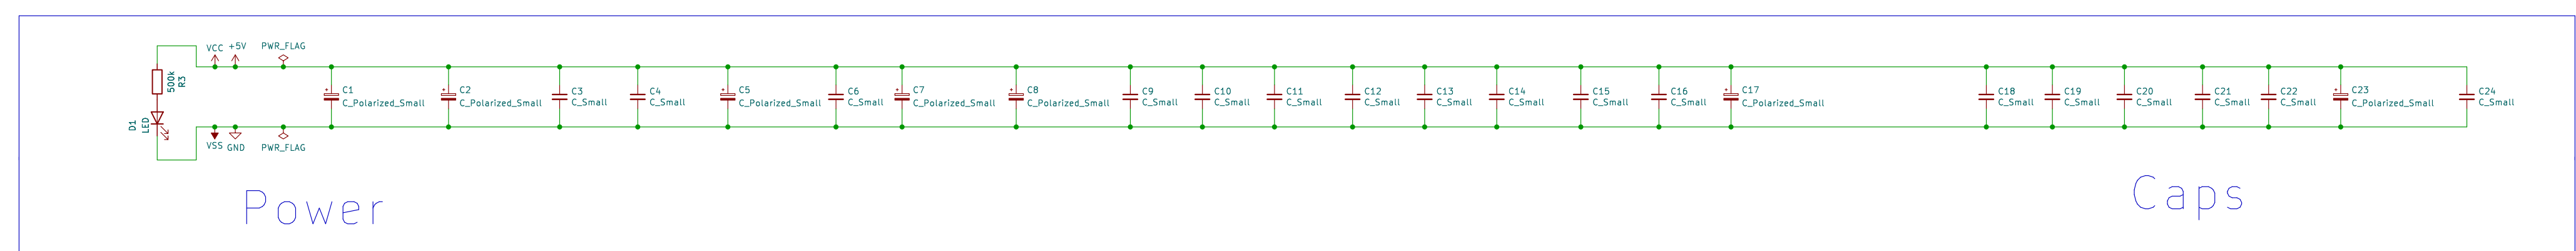 VCC
+5V
PWR_FLAG
500k
R3
D1
LED
VSS
GND
PWR_FLAG
C1
C_Polarized_Small
C2
C_Polarized_Small
C3
C_Small
C4
C_Small
C5
C_Polarized_Small
C6
C_Small
C7
C_Polarized_Small
C8
C_Polarized_Small
C9
C_Small
C10
C_Small
C11
C_Small
C12
C_Small
C13
C_Small
C14
C_Small
C15
C_Small
C16
C_Small
C17
C_Polarized_Small
C18
C_Small
C19
C_Small
C20
C_Small
C21
C_Small
C22
C_Small
C23
C_Polarized_Small
C24
C_Small
Power
Caps